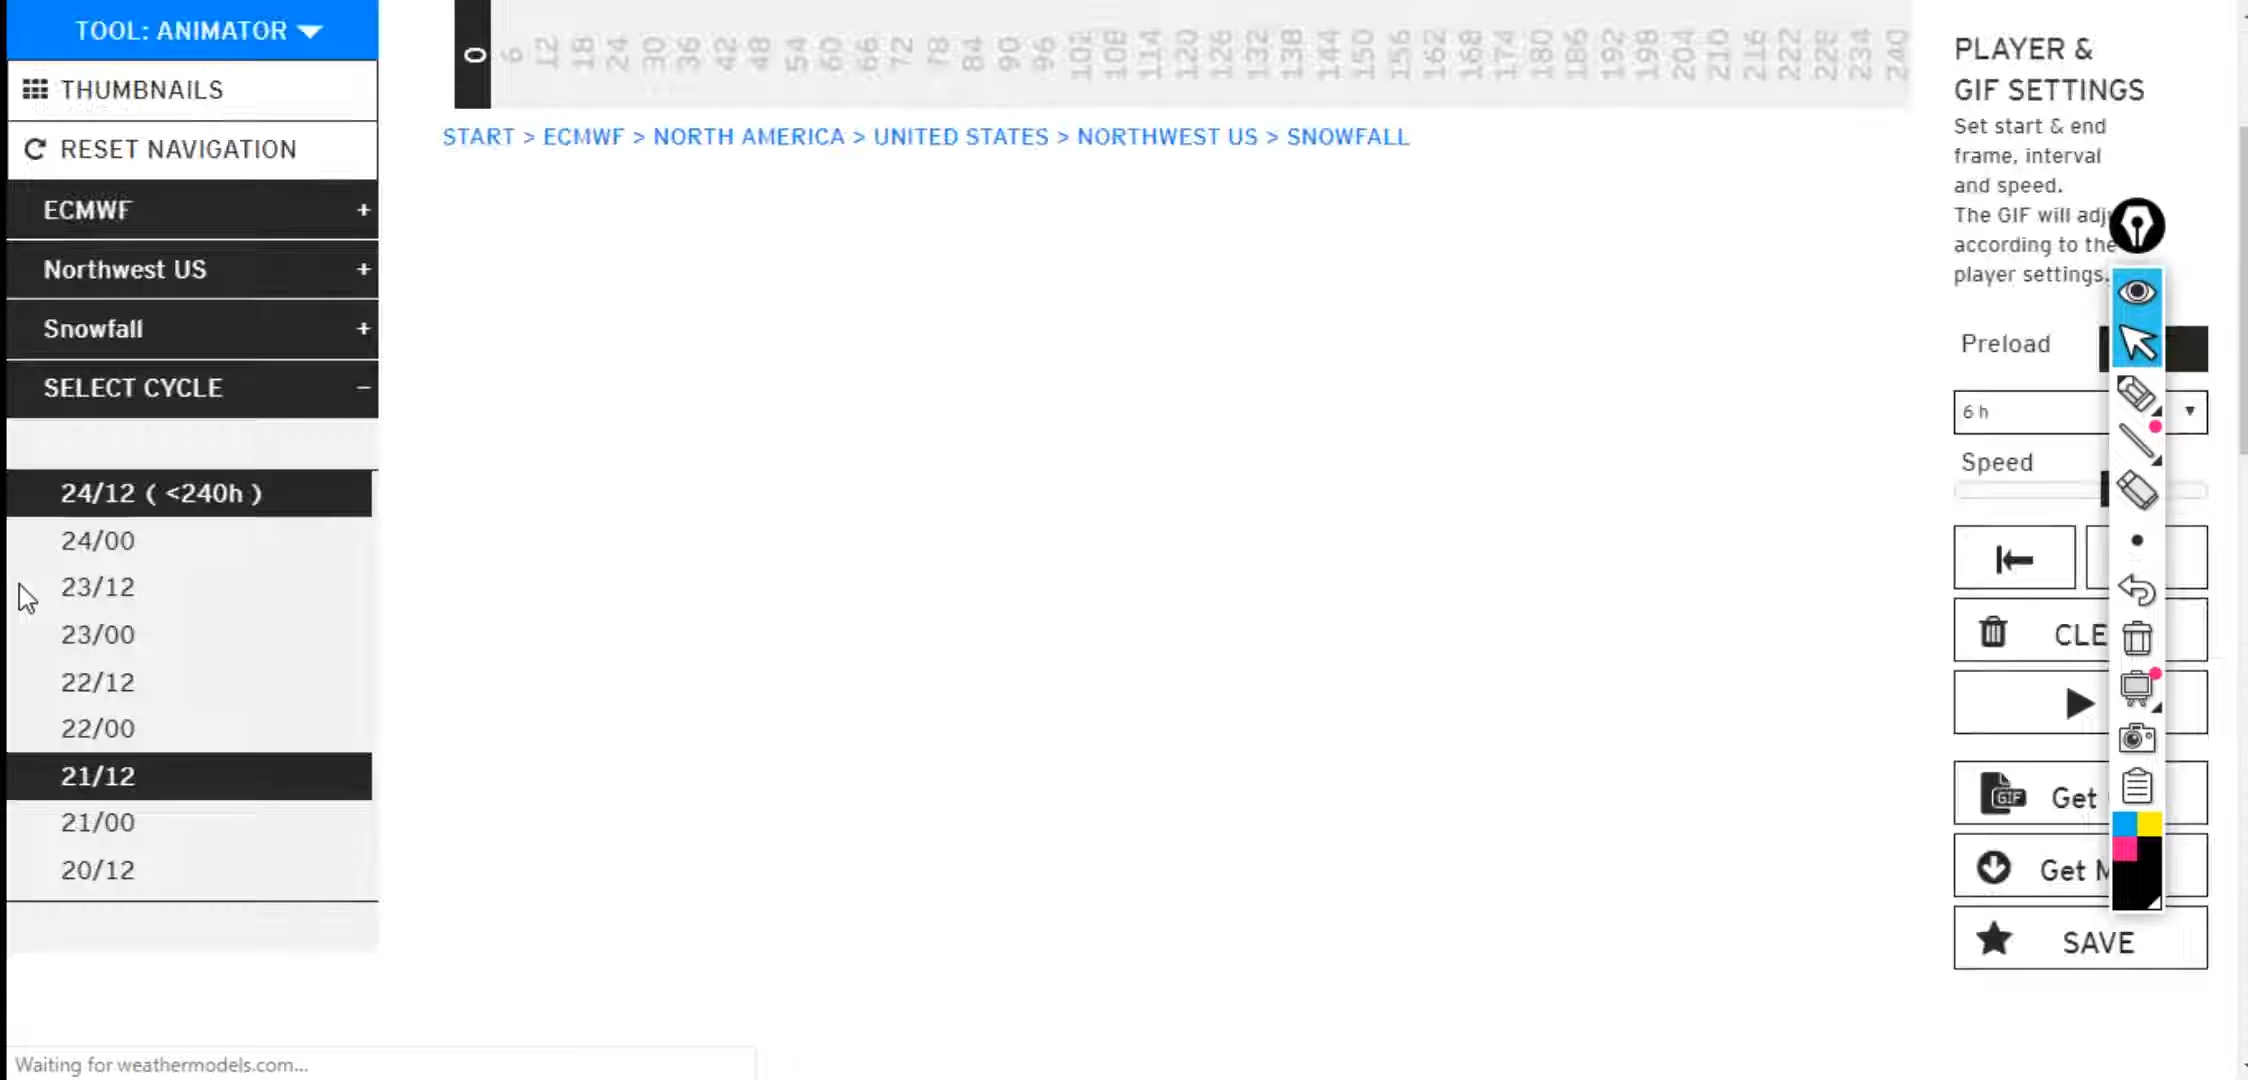 TOOL: ANIMATOR
THUMBNAILS
RESET NAVIGATION
ECMWF +
Northwest US +
Snowfall +
SELECT CYCLE −
24/12 ( <240h )
24/00
23/12
23/00
22/12
22/00
21/12
21/00
20/12
0 6 12 18 24 30 36 42 48 54 60 66 72 78 84 90 96 102 108 114 120 126 132 138 144 150 156 162 168 174 180 186 192 198 204 210 216 222 228 234 240
START > ECMWF > NORTH AMERICA > UNITED STATES > NORTHWEST US > SNOWFALL
PLAYER &
GIF SETTINGS
Set start & end
frame, interval
and speed.
The GIF will adj
according to the
player settings.
Preload
6 h
Speed
CLE
Get
GIF
Get M
SAVE
Waiting for weathermodels.com...